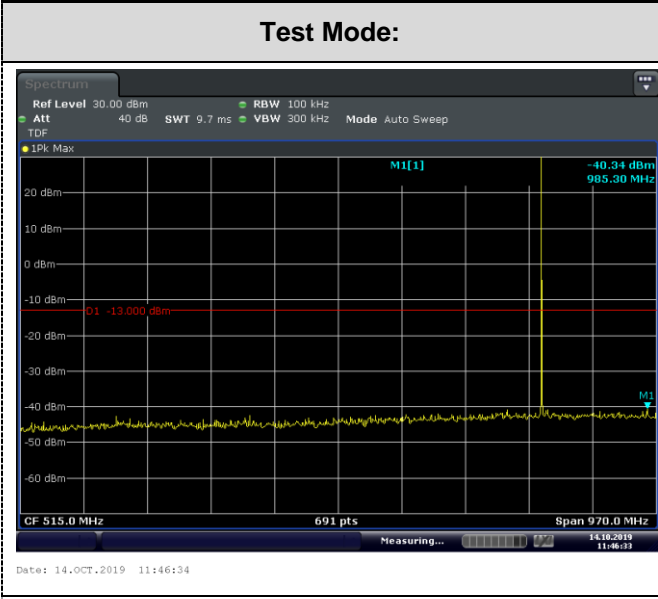 Test Mode:
Spectrum
Ref Level 30.00 dBm RBW 100 kHz
Att 40 dB SWT 9.7 ms VBW 300 kHz Mode Auto Sweep
TDF
1Pk Max
M1[1] -40.34 dBm
985.30 MHz
20 dBm
10 dBm
0 dBm
-10 dBm
D1 -13.000 dBm
-20 dBm
-30 dBm
M1
-40 dBm
-50 dBm
-60 dBm
CF 515.0 MHz 691 pts Span 970.0 MHz
Measuring... 14.10.2019
11:46:33
Date: 14.OCT.2019 11:46:34